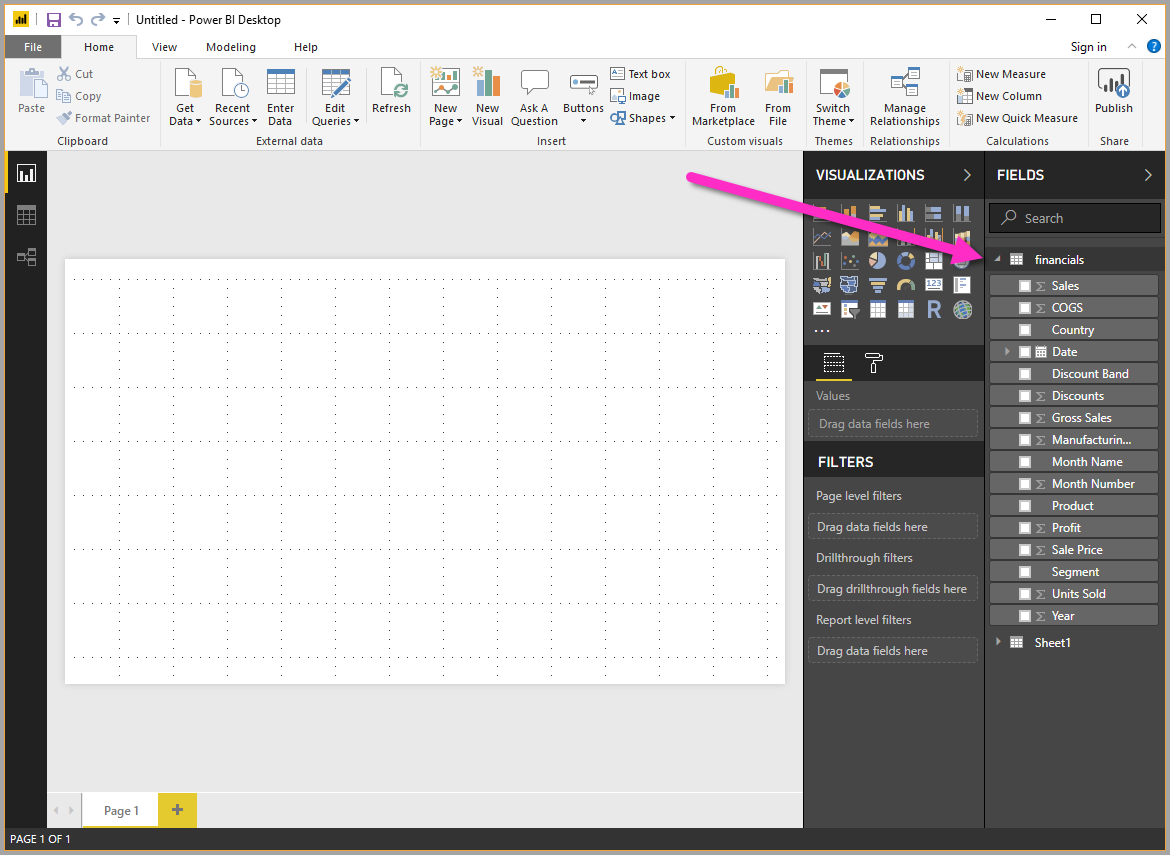 Untitled - Power BI Desktop
File Home View Modeling Help Sign in ?
Paste
Cut
Copy
Format Painter
Clipboard
Get Data
Recent Sources
Enter Data
Edit Queries
Refresh
External data
New Page
New Visual
Ask A Question
Buttons
Text box
Image
Shapes
Insert
From Marketplace
From File
Custom visuals
Switch Theme
Themes
Manage Relationships
Relationships
New Measure
New Column
New Quick Measure
Calculations
Publish
Share
VISUALIZATIONS
123
R
...
Values
Drag data fields here
FILTERS
Page level filters
Drag data fields here
Drillthrough filters
Drag drillthrough fields here
Report level filters
Drag data fields here
FIELDS
Search
financials
Σ Sales
Σ COGS
Country
Date
Discount Band
Σ Discounts
Σ Gross Sales
Σ Manufacturin...
Month Name
Σ Month Number
Product
Σ Profit
Σ Sale Price
Segment
Σ Units Sold
Σ Year
Sheet1
Page 1 +
PAGE 1 OF 1